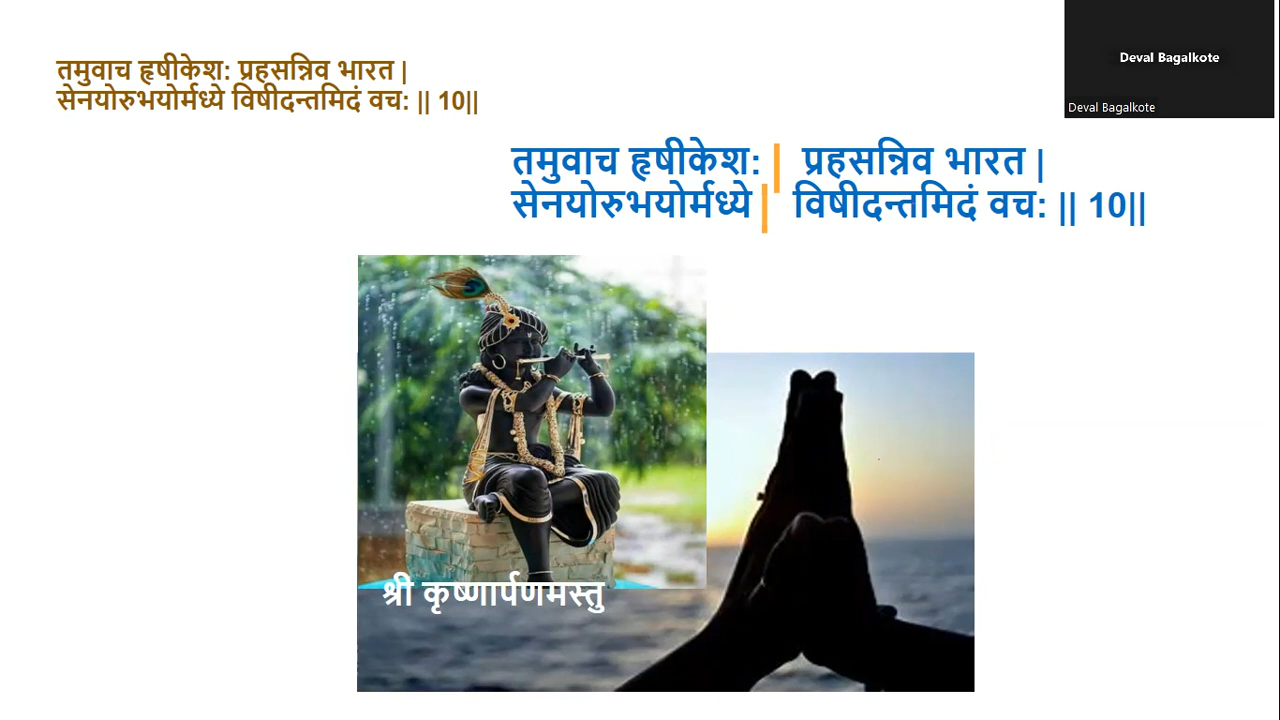 तमुवाच हृषीकेश: प्रहसन्निव भारत |
सेनयोरुभयोर्मध्ये विषीदन्तमिदं वच: || 10||
Deval Bagalkote
Deval Bagalkote
तमुवाच हृषीकेश: | प्रहसन्निव भारत |
सेनयोरुभयोर्मध्ये | विषीदन्तमिदं वच: || 10||
श्री कृष्णार्पणमस्तु